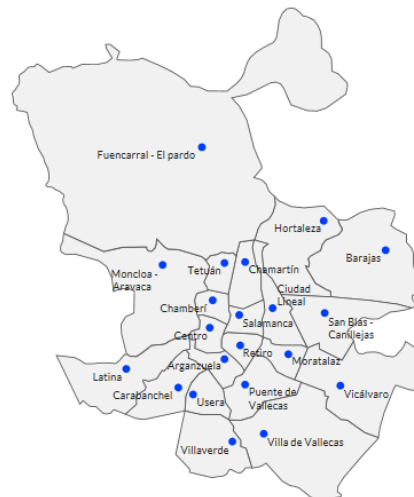 Fuencarral - El pardo
Hortaleza
Barajas
Tetuán
Chamartín
Moncloa -
Aravaca
Ciudad
Lineal
Chamberí
Salamanca
San Blas -
Canillejas
Centro
Retiro
Moratalaz
Arganzuela
Latina
Carabanchel
Usera
Puente de
Vallecas
Vicálvaro
Villaverde
Villa de Vallecas